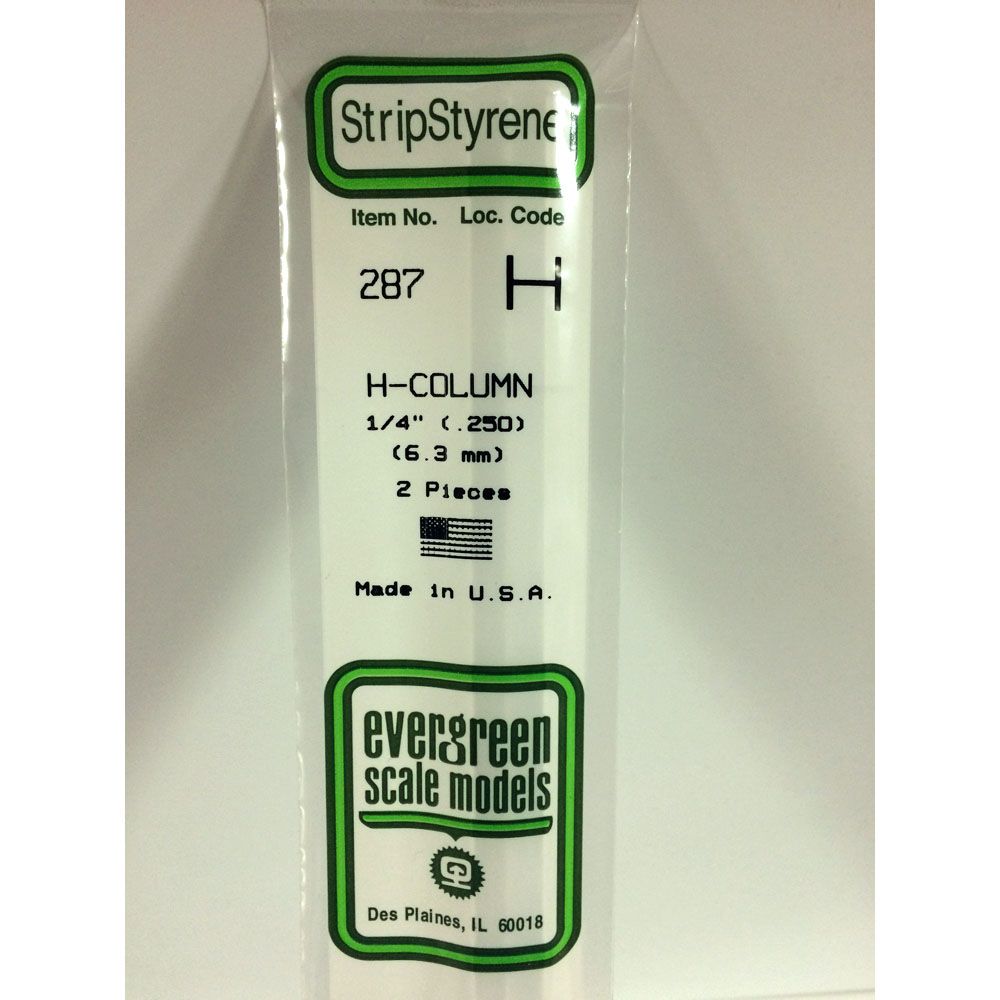 StripStyrene
Item No. Loc. Code
287 H
H-COLUMN
1/4" (.250)
(6.3 mm)
2 Pieces
Made in U.S.A.
evergreen
scale models
Des Plaines, IL 60018